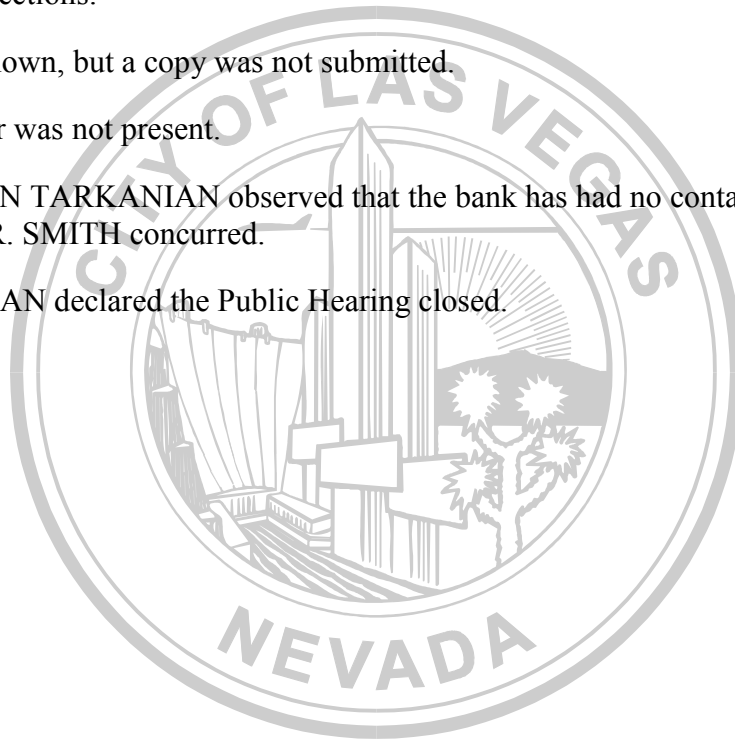 ections.
own, but a copy was not submitted.
r was not present.
N TARKANIAN observed that the bank has had no conta
R. SMITH concurred.
AN declared the Public Hearing closed.
CITY OF LAS VEGAS
NEVADA